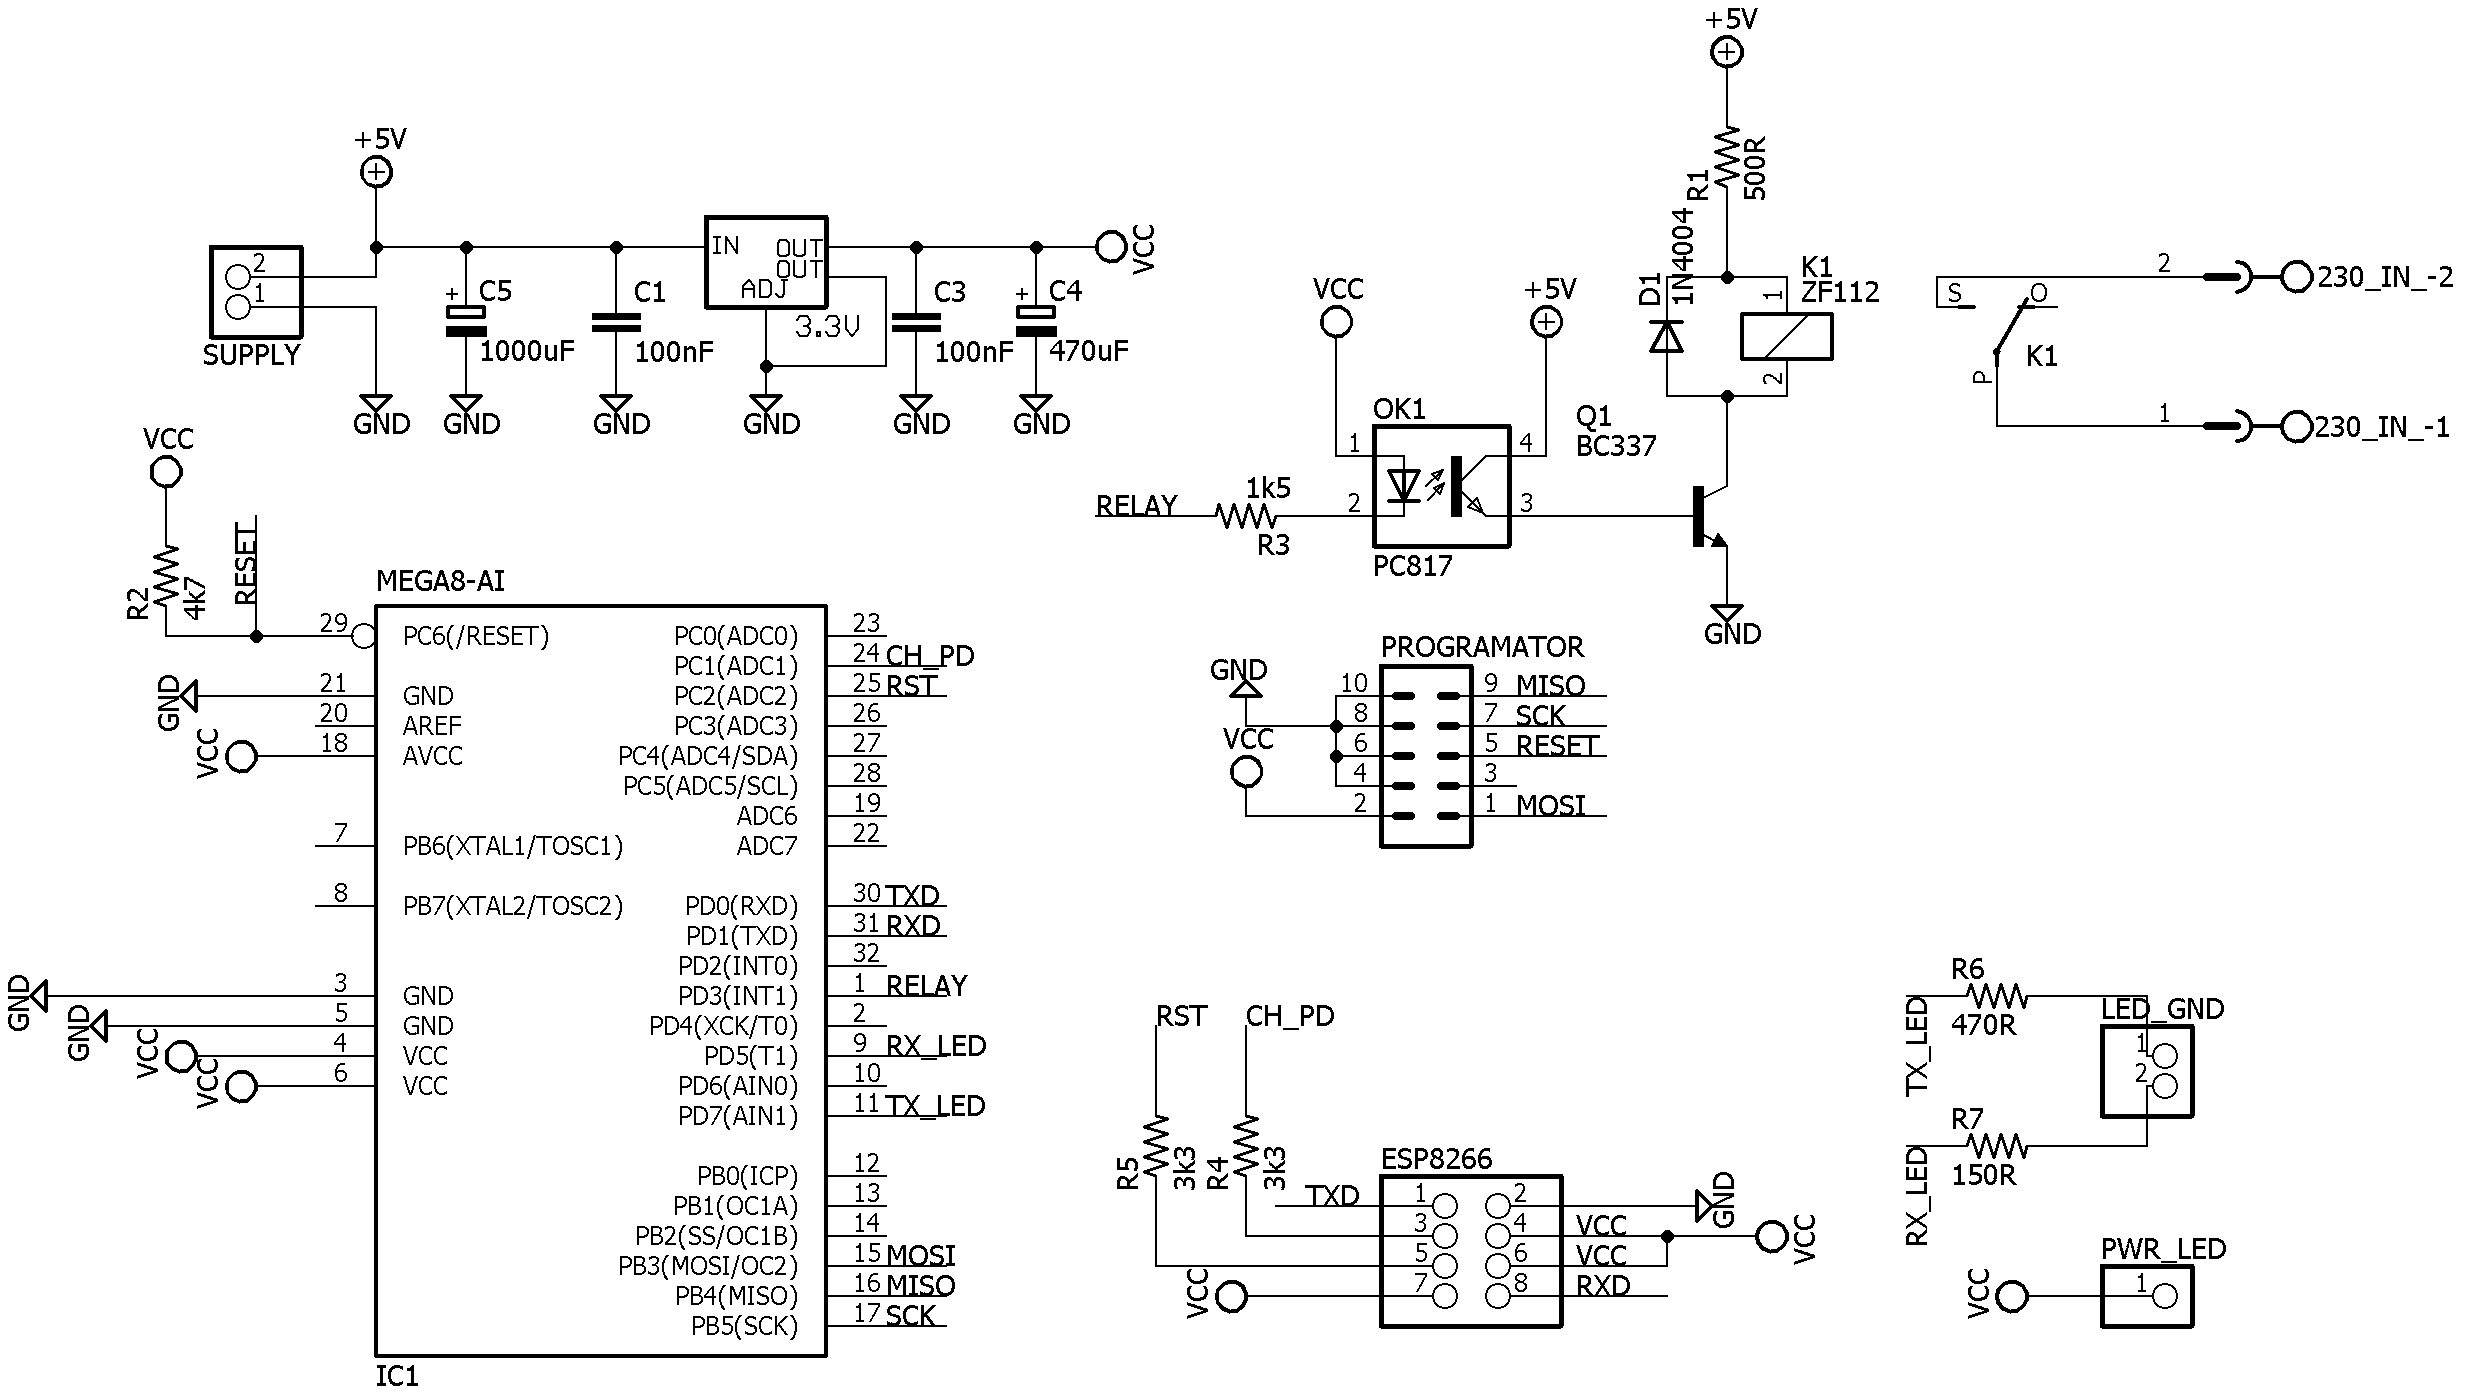 +5V
SUPPLY
2
1
GND
C5
+
1000uF
GND
C1
100nF
GND
IN
OUT
OUT
ADJ
3.3V
GND
C3
100nF
GND
C4
+
470uF
GND
VCC
+5V
R1
500R
D1
1N4004
K1
ZF112
1
2
VCC
+5V
OK1
1
2
4
3
PC817
RELAY
1k5
R3
Q1
BC337
GND
S
O
P
K1
2
230_IN_-2
1
230_IN_-1
VCC
R2
4k7
RESET
MEGA8-AI
29 PC6(/RESET)
GND 21 GND
20 AREF
VCC 18 AVCC
7 PB6(XTAL1/TOSC1)
8 PB7(XTAL2/TOSC2)
GND 3 GND
GND 5 GND
VCC 4 VCC
VCC 6 VCC
PC0(ADC0) 23
PC1(ADC1) 24 CH_PD
PC2(ADC2) 25 RST
PC3(ADC3) 26
PC4(ADC4/SDA) 27
PC5(ADC5/SCL) 28
ADC6 19
ADC7 22
PD0(RXD) 30 TXD
PD1(TXD) 31 RXD
PD2(INT0) 32
PD3(INT1) 1 RELAY
PD4(XCK/T0) 2
PD5(T1) 9 RX_LED
PD6(AIN0) 10
PD7(AIN1) 11 TX_LED
PB0(ICP) 12
PB1(OC1A) 13
PB2(SS/OC1B) 14
PB3(MOSI/OC2) 15 MOSI
PB4(MISO) 16 MISO
PB5(SCK) 17 SCK
IC1
PROGRAMATOR
GND
VCC
10 9 MISO
8 7 SCK
6 5 RESET
4 3
2 1 MOSI
RST
CH_PD
R5
3k3
R4
3k3
ESP8266
TXD 1 2 GND
3 4 VCC
VCC
5 6 VCC
VCC 7 8 RXD
R6
470R
TX_LED
LED_GND
1
2
R7
150R
RX_LED
PWR_LED
VCC
1